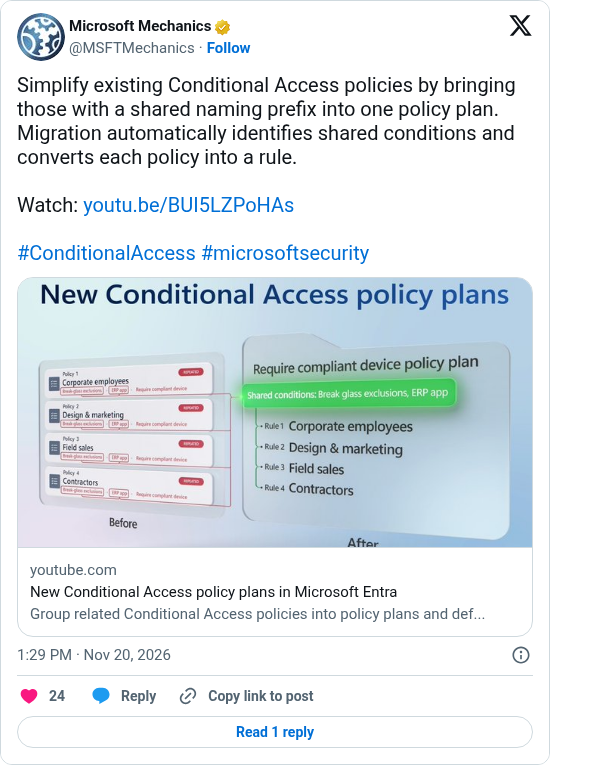 Microsoft Mechanics
@MSFTMechanics · Follow
Simplify existing Conditional Access policies by bringing
those with a shared naming prefix into one policy plan.
Migration automatically identifies shared conditions and
converts each policy into a rule.
Watch: youtu.be/BUI5LZPoHAs
#ConditionalAccess #microsoftsecurity
New Conditional Access policy plans
Policy 1
Corporate employees
Break-glass exclusions ERP app Require compliant device
REPEATED
Policy 2
Design & marketing
Break-glass exclusions ERP app Require compliant device
REPEATED
Policy 3
Field sales
Break-glass exclusions ERP app Require compliant device
REPEATED
Policy 4
Contractors
Break-glass exclusions ERP app Require compliant device
REPEATED
Before
Require compliant device policy plan
Shared conditions: Break glass exclusions, ERP app
Rule 1 Corporate employees
Rule 2 Design & marketing
Rule 3 Field sales
Rule 4 Contractors
After
youtube.com
New Conditional Access policy plans in Microsoft Entra
Group related Conditional Access policies into policy plans and def...
1:29 PM · Nov 20, 2026
24 Reply Copy link to post
Read 1 reply